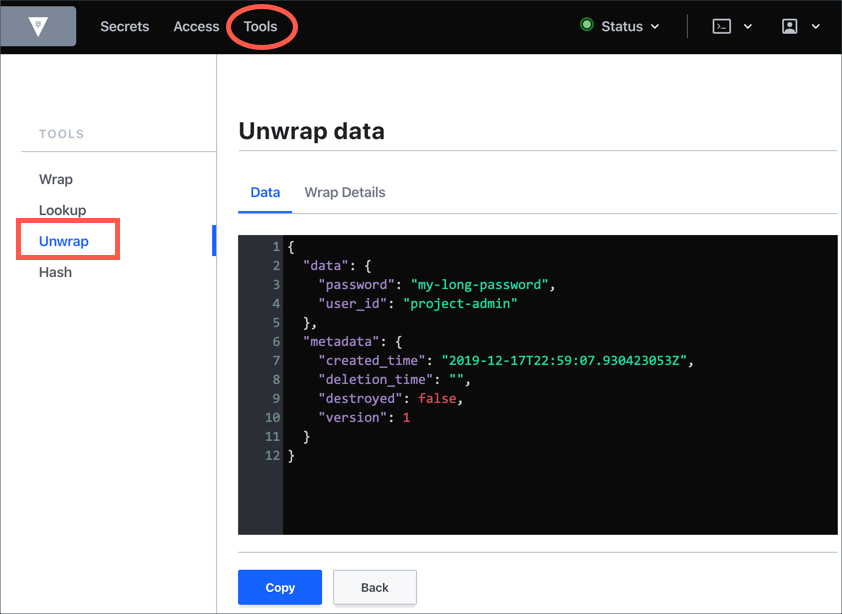 Secrets Access Tools Status
TOOLS
Wrap
Lookup
Unwrap
Hash
Unwrap data
Data Wrap Details
1 {
2 "data": {
3 "password": "my-long-password",
4 "user_id": "project-admin"
5 },
6 "metadata": {
7 "created_time": "2019-12-17T22:59:07.930423053Z",
8 "deletion_time": "",
9 "destroyed": false,
10 "version": 1
11 }
12 }
Copy Back